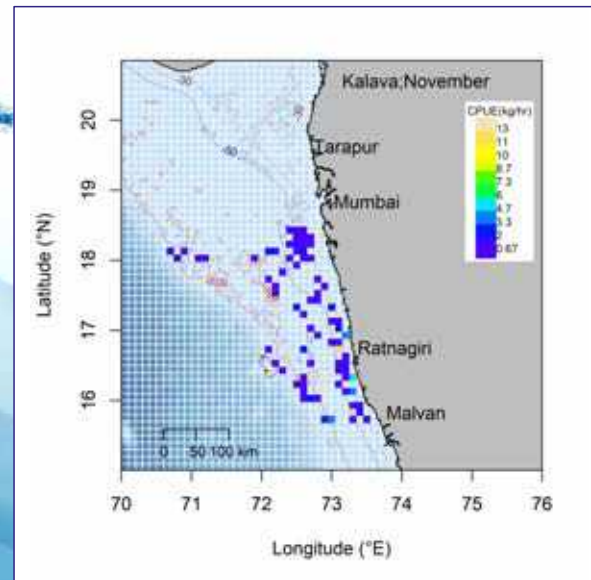 Kalava;November
CPUE(kg/hr)
13
11
10
8.7
7.3
6
4.7
3.3
2
0.67
Tarapur
Mumbai
Ratnagiri
Malvan
-50
20
19
18
17
16
Latitude (°N)
0 50 100 km
70 71 72 73 74 75 76
Longitude (°E)